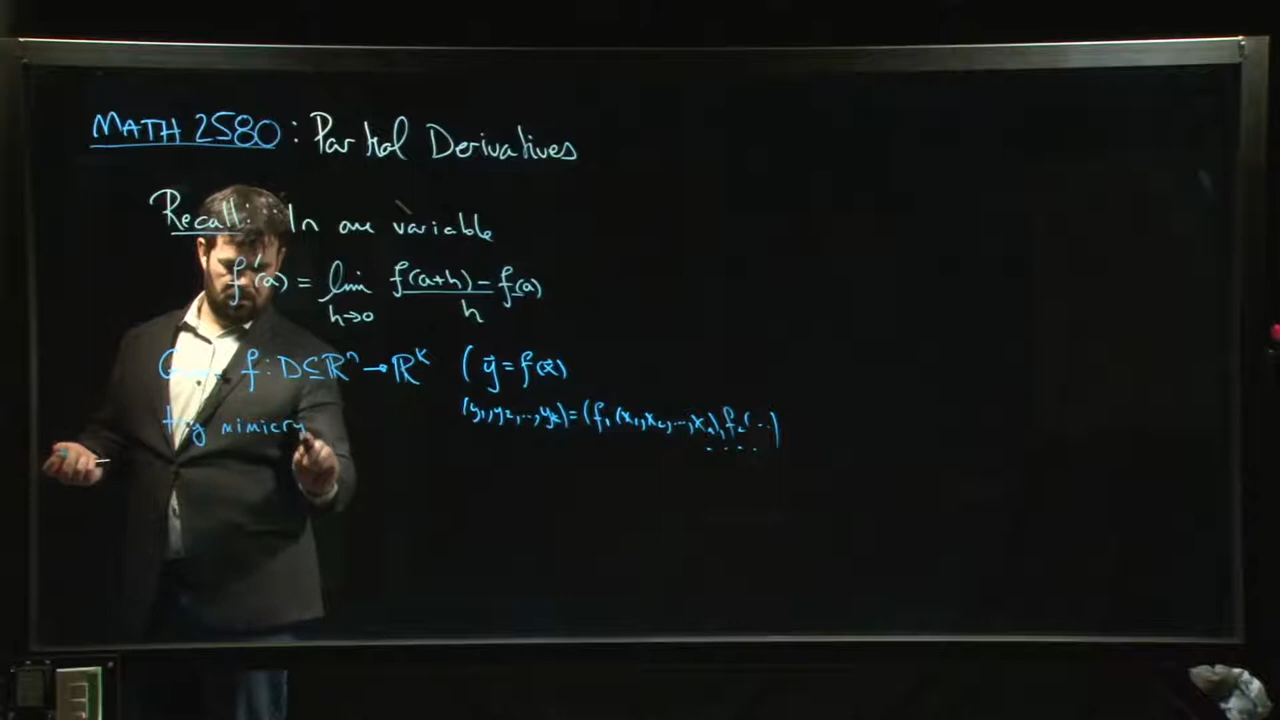 MATH 2580: Partial Derivatives
Recall: In one variable
f'(a) = lim h→0 f(a+h) - f(a) / h
f: D⊆ℝⁿ → ℝᵏ (y⃗ = f(x⃗)
try mimicry (y₁, y₂, ..., yₖ) = (f₁(x₁, x₂, ..., xₙ), f₂(...)
....